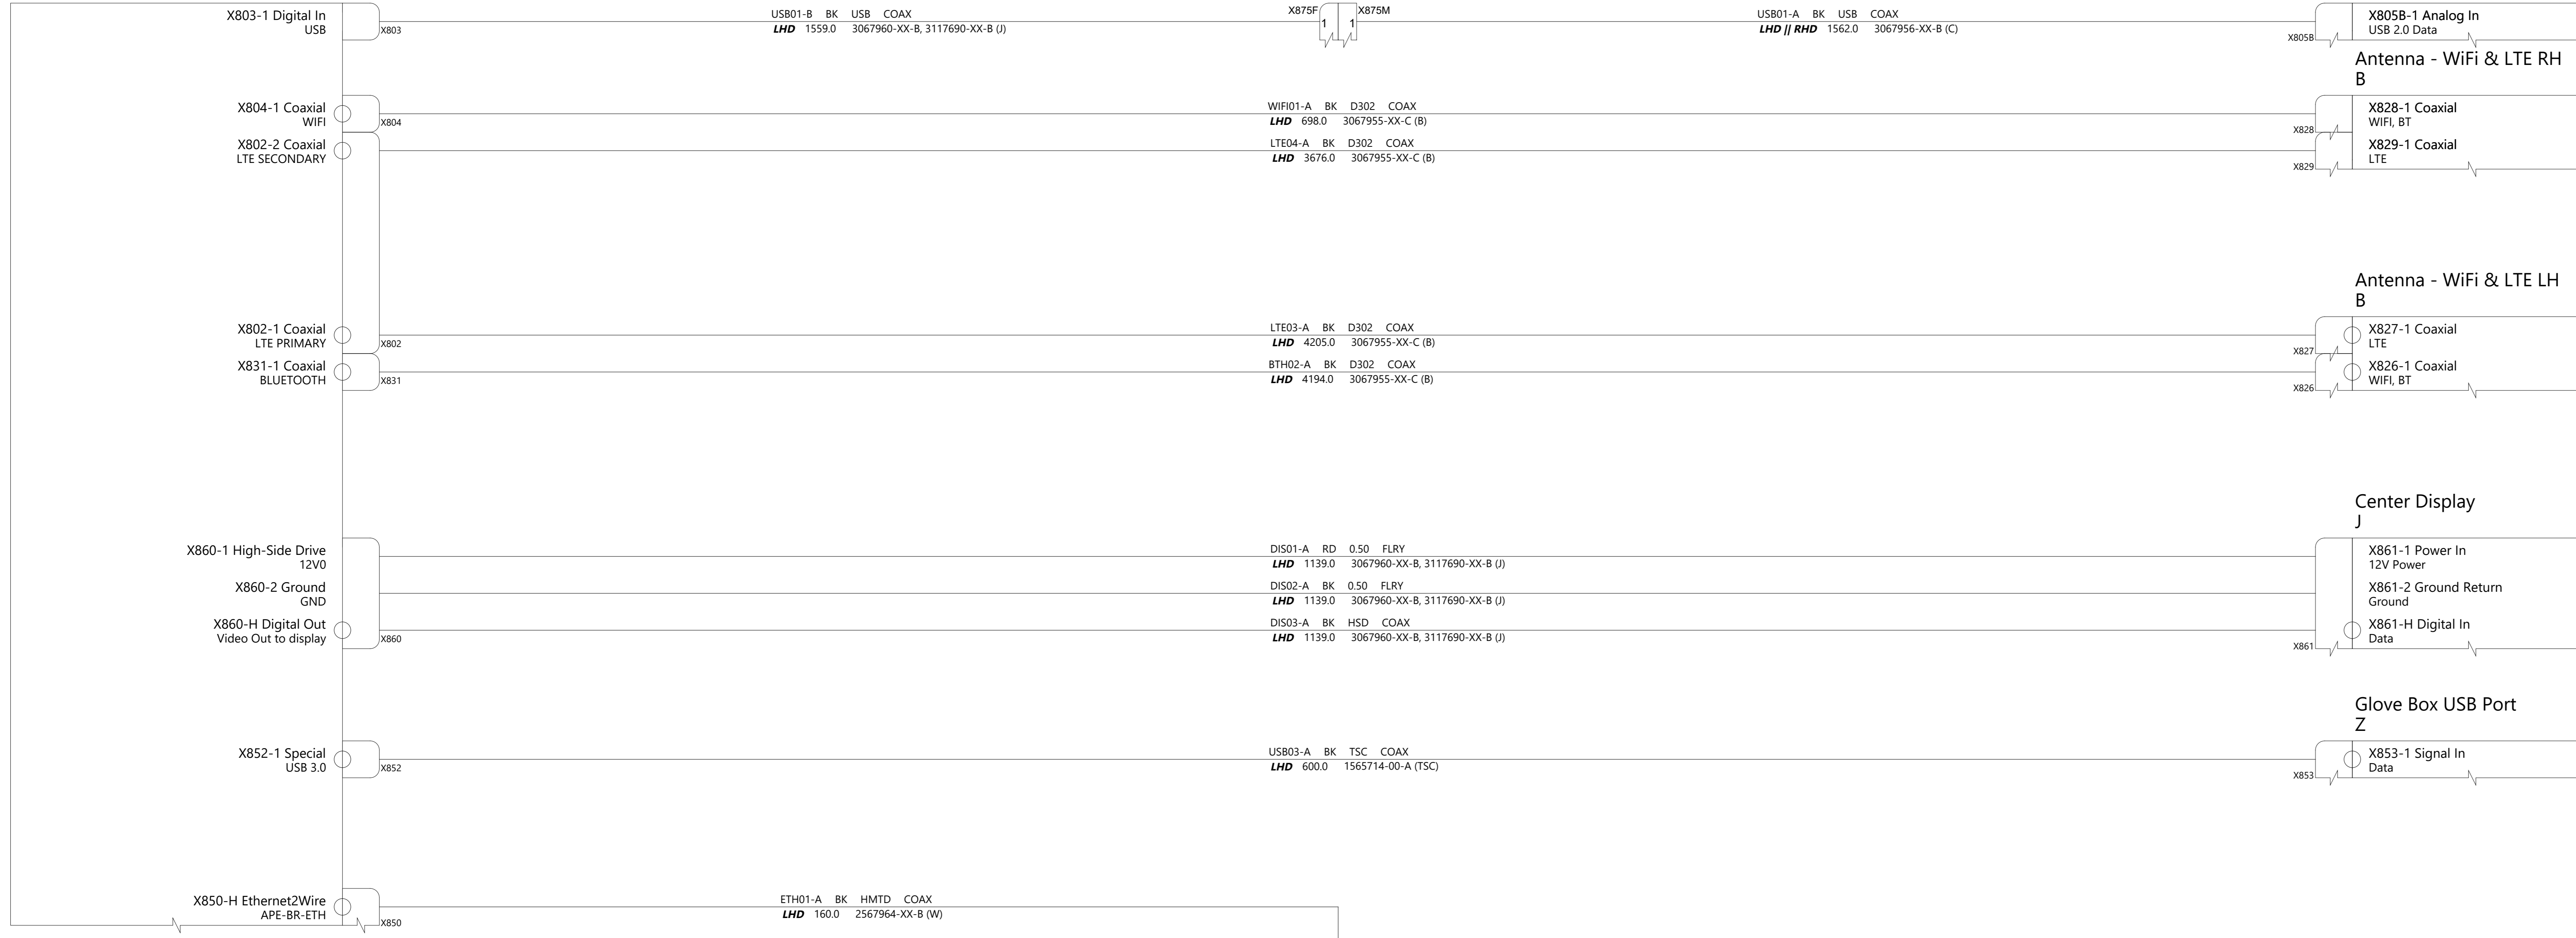 X803-1 Digital In
USB
X803
USB01-B BK USB COAX
LHD 1559.0 3067960-XX-B, 3117690-XX-B (J)
X875F
X875M
1 1
USB01-A BK USB COAX
LHD || RHD 1562.0 3067956-XX-B (C)
X805B
X805B-1 Analog In
USB 2.0 Data
Antenna - WiFi & LTE RH
B
X804-1 Coaxial
WIFI
X804
WIFI01-A BK D302 COAX
LHD 698.0 3067955-XX-C (B)
X828
X828-1 Coaxial
WIFI, BT
X802-2 Coaxial
LTE SECONDARY
LTE04-A BK D302 COAX
LHD 3676.0 3067955-XX-C (B)
X829
X829-1 Coaxial
LTE
Antenna - WiFi & LTE LH
B
X802-1 Coaxial
LTE PRIMARY
X802
LTE03-A BK D302 COAX
LHD 4205.0 3067955-XX-C (B)
X827
X827-1 Coaxial
LTE
X831-1 Coaxial
BLUETOOTH
X831
BTH02-A BK D302 COAX
LHD 4194.0 3067955-XX-C (B)
X826
X826-1 Coaxial
WIFI, BT
Center Display
J
X860-1 High-Side Drive
12V0
DIS01-A RD 0.50 FLRY
LHD 1139.0 3067960-XX-B, 3117690-XX-B (J)
X861-1 Power In
12V Power
X860-2 Ground
GND
DIS02-A BK 0.50 FLRY
LHD 1139.0 3067960-XX-B, 3117690-XX-B (J)
X861-2 Ground Return
Ground
X860-H Digital Out
Video Out to display
X860
DIS03-A BK HSD COAX
LHD 1139.0 3067960-XX-B, 3117690-XX-B (J)
X861
X861-H Digital In
Data
Glove Box USB Port
Z
X852-1 Special
USB 3.0
X852
USB03-A BK TSC COAX
LHD 600.0 1565714-00-A (TSC)
X853
X853-1 Signal In
Data
X850-H Ethernet2Wire
APE-BR-ETH
X850
ETH01-A BK HMTD COAX
LHD 160.0 2567964-XX-B (W)